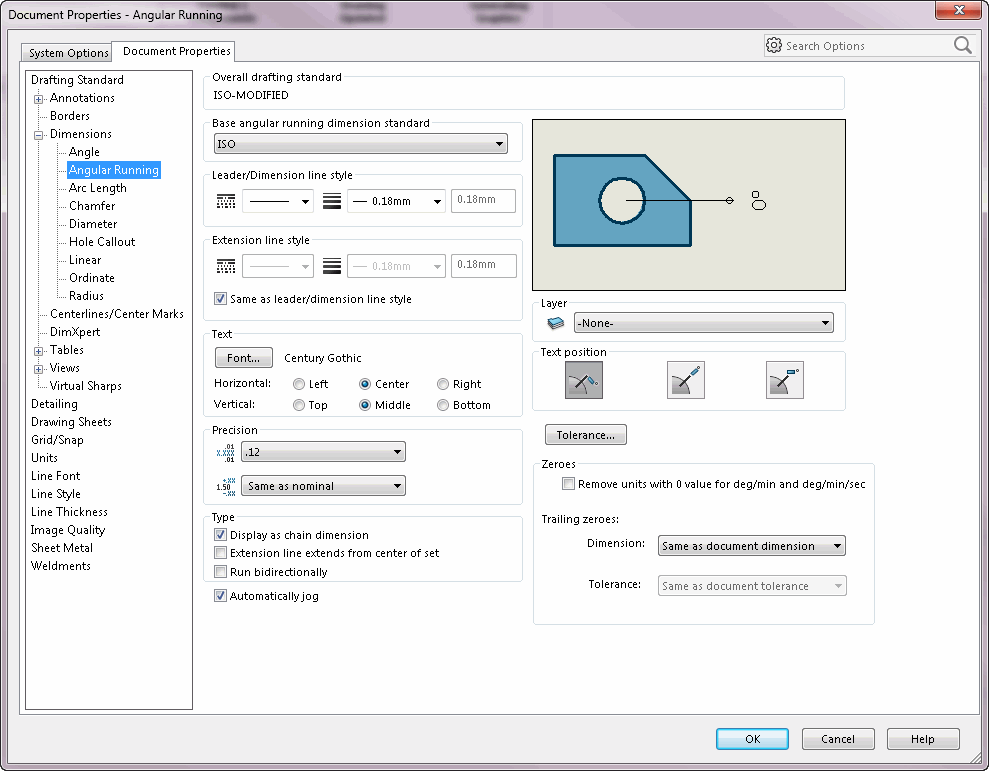 Document Properties - Angular Running
System Options
Document Properties
Search Options
Drafting Standard
Annotations
Borders
Dimensions
Angle
Angular Running
Arc Length
Chamfer
Diameter
Hole Callout
Linear
Ordinate
Radius
Centerlines/Center Marks
DimXpert
Tables
Views
Virtual Sharps
Detailing
Drawing Sheets
Grid/Snap
Units
Line Font
Line Style
Line Thickness
Image Quality
Sheet Metal
Weldments
Overall drafting standard
ISO-MODIFIED
Base angular running dimension standard
ISO
Leader/Dimension line style
0.18mm
0.18mm
Extension line style
0.18mm
0.18mm
Same as leader/dimension line style
Text
Font...
Century Gothic
Horizontal:
Left
Center
Right
Vertical:
Top
Middle
Bottom
Precision
.01
X.XXX
.01
.12
+.XX
1.50
-.XX
Same as nominal
Type
Display as chain dimension
Extension line extends from center of set
Run bidirectionally
Automatically jog
0°
Layer
-None-
Text position
Tolerance...
Zeroes
Remove units with 0 value for deg/min and deg/min/sec
Trailing zeroes:
Dimension:
Same as document dimension
Tolerance:
Same as document tolerance
OK
Cancel
Help